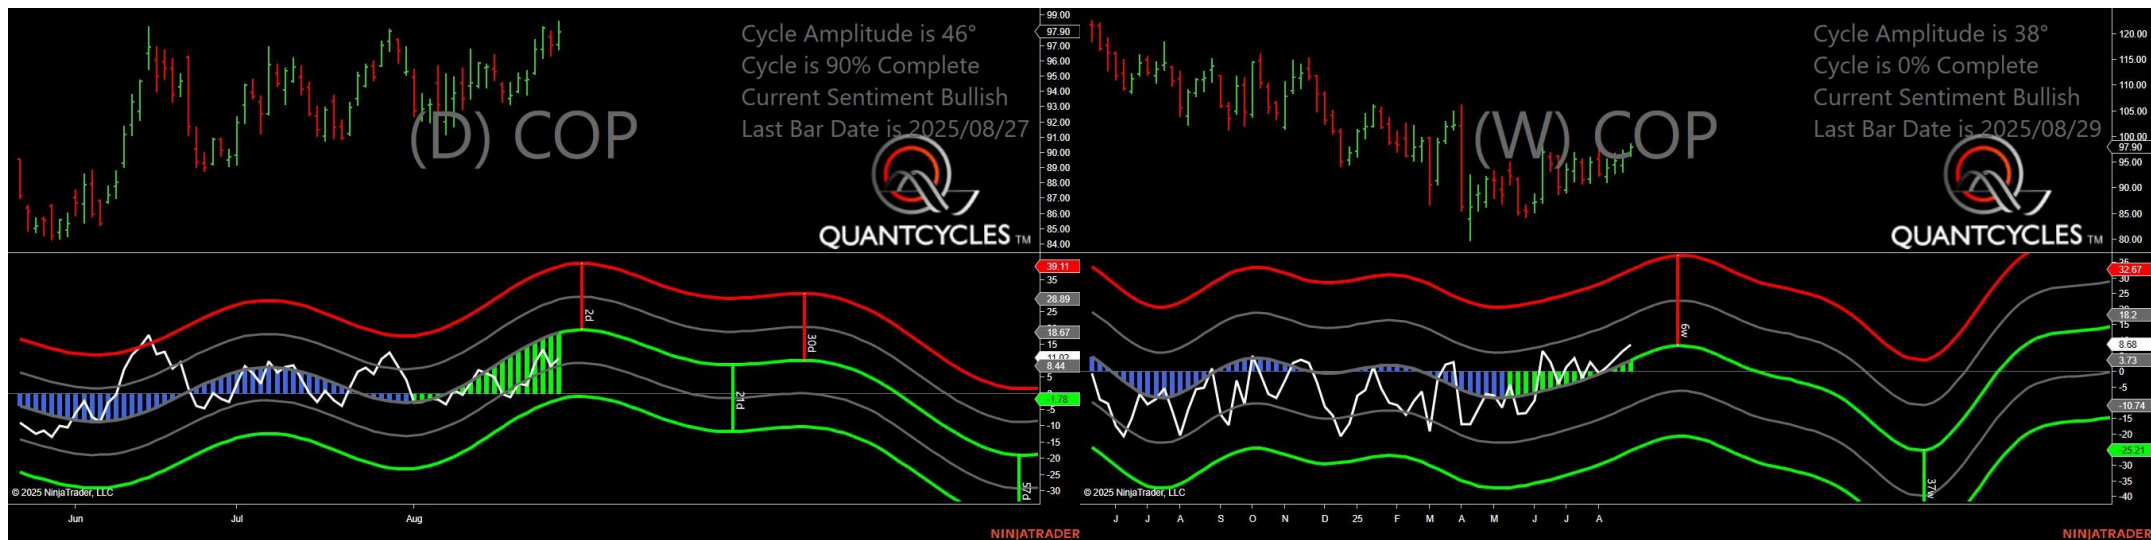 Cycle Amplitude is 46°
Cycle is 90% Complete
Current Sentiment Bullish
Last Bar Date is 2025/08/27
(D) COP
QUANTCYCLES TM
99.00
97.90
97.00
96.00
95.00
94.00
93.00
92.00
91.00
90.00
89.00
88.00
87.00
86.00
85.00
84.00
39.11
35
28.89
25
18.67
15
11.02
8.44
5
0
-1.78
-5
-10
-15
-20
-25
-30
2d
30d
21d
57d
© 2025 NinjaTrader, LLC
Jun
Jul
Aug
NINJATRADER
Cycle Amplitude is 38°
Cycle is 0% Complete
Current Sentiment Bullish
Last Bar Date is 2025/08/29
(W) COP
QUANTCYCLES TM
120.00
115.00
110.00
105.00
100.00
97.90
95.00
90.00
85.00
80.00
35
32.67
30
25
18.2
15
8.68
3.73
0
-5
-10.74
-15
-20
-25.21
-30
-35
-40
6w
37w
© 2025 NinjaTrader, LLC
J
J
A
S
O
N
D
25
F
M
A
M
J
J
A
NINJATRADER